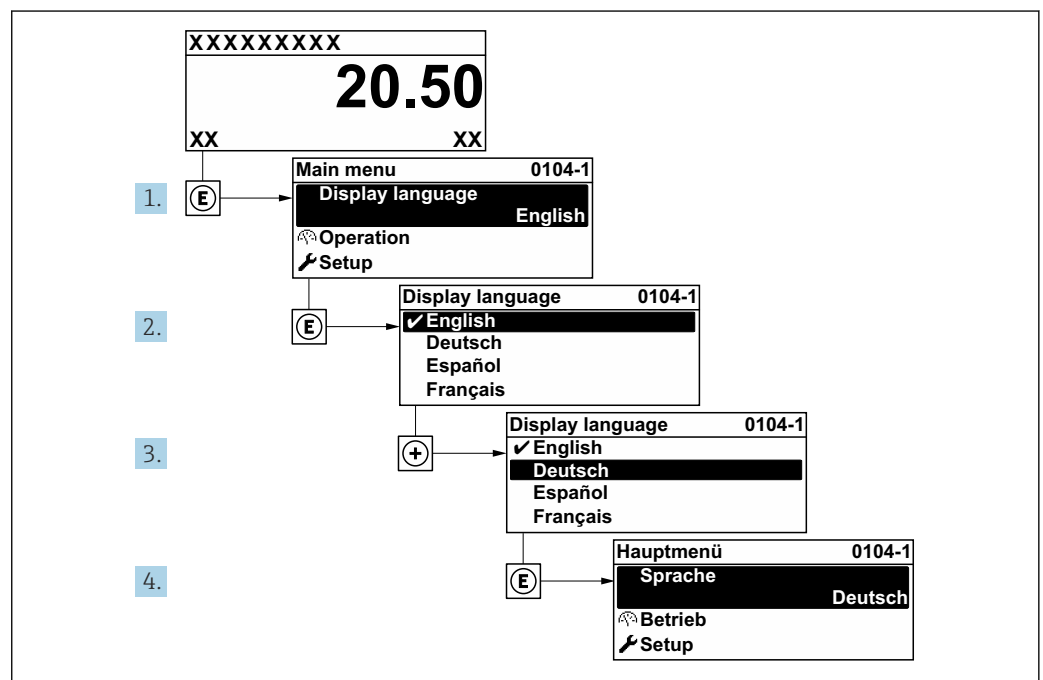 XXXXXXXXX
20.50
XX XX
1. E
Main menu 0104-1
Display language
English
Operation
Setup
2. E
Display language 0104-1
✔English
Deutsch
Español
Français
3. +
Display language 0104-1
✔English
Deutsch
Español
Français
4. E
Hauptmenü 0104-1
Sprache
Deutsch
Betrieb
Setup